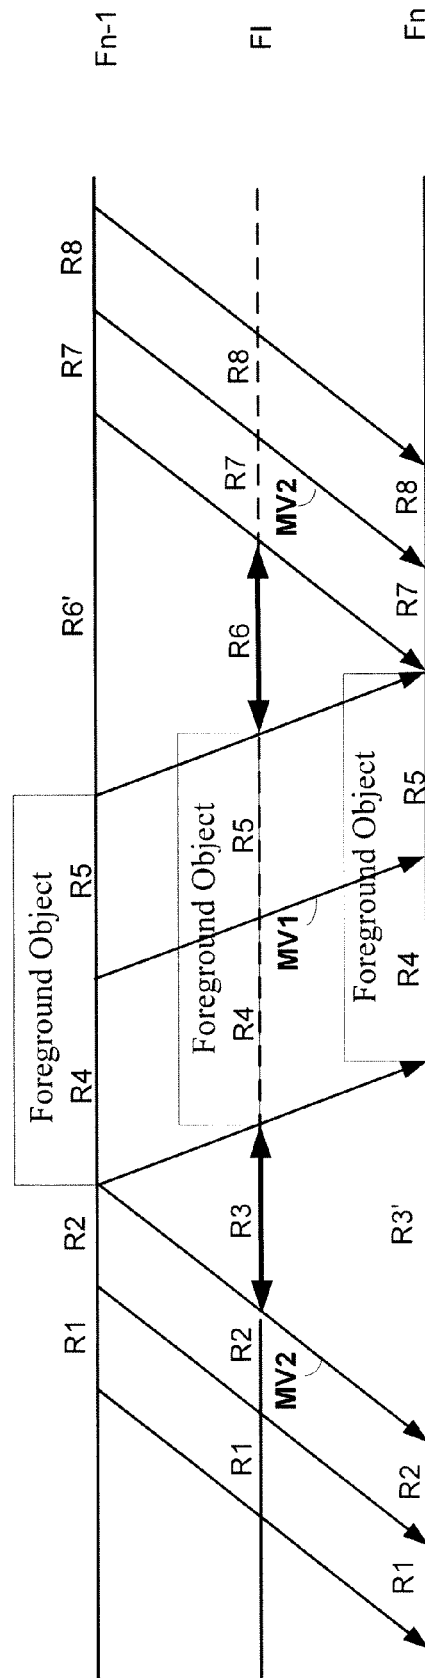 R1 R2 R4 R5 R6' R7 R8 Fn-1
Foreground Object
R1 R2 R3 R4 R5 R6 R7 R8 FI
MV2 MV1 MV2
Foreground Object
R1 R2 R3' R4 R5 R7 R8 Fn
Foreground Object